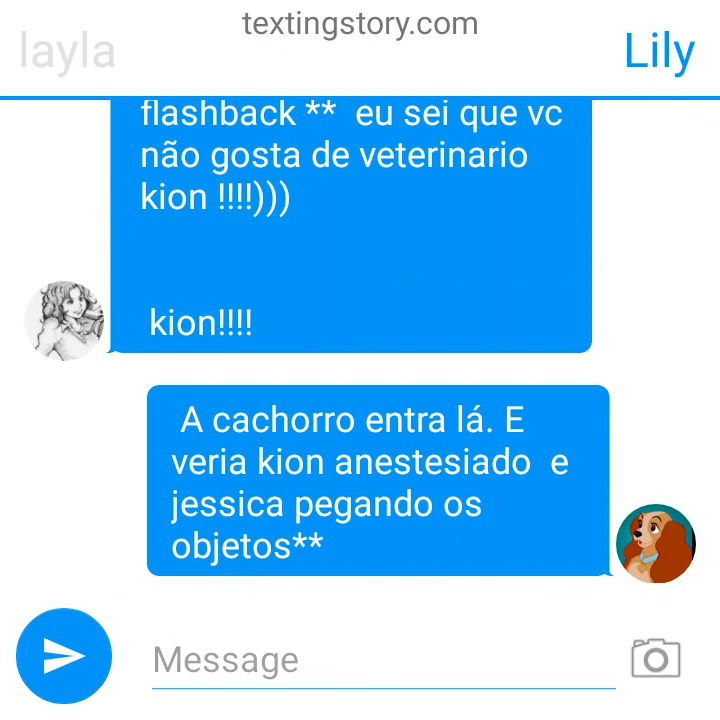 textingstory.com
layla
Lily
flashback ** eu sei que vc
não gosta de veterinario
kion !!!!)))
kion!!!!
A cachorro entra lá. E
veria kion anestesiado e
jessica pegando os
objetos**
Message